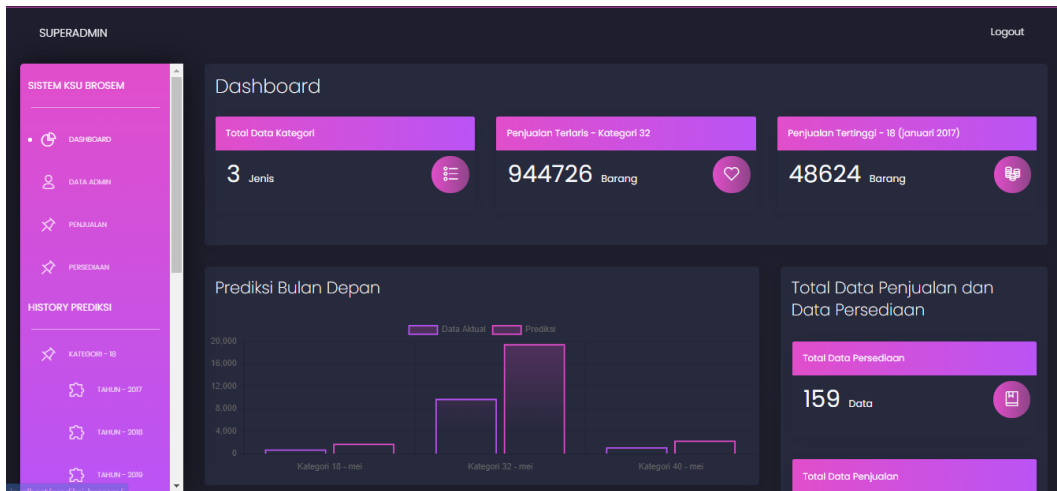 SUPERADMIN
Logout
SISTEM KSU BROSEM
DASHBOARD
DATA ADMIN
PENJUALAN
PERSEDIAAN
HISTORY PREDIKSI
KATEGORI - 18
TAHUN - 2017
TAHUN - 2018
TAHUN - 2019
Dashboard
Total Data Kategori
3 Jenis
Penjualan Terlaris - Kategori 32
944726 Barang
Penjualan Tertinggi - 18 (januari 2017)
48624 Barang
Prediksi Bulan Depan
Data Aktual
Prediksi
20,000
16,000
12,000
8,000
4,000
0
Kategori 18 - mei
Kategori 32 - mei
Kategori 40 - mei
Total Data Penjualan dan
Data Persediaan
Total Data Persediaan
159 Data
Total Data Penjualan